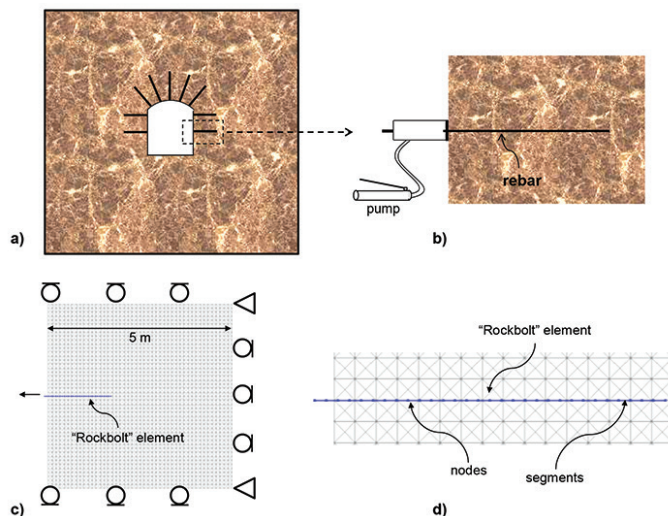 a)
rebar
pump
b)
5 m
"Rockbolt" element
c)
"Rockbolt" element
nodes
segments
d)